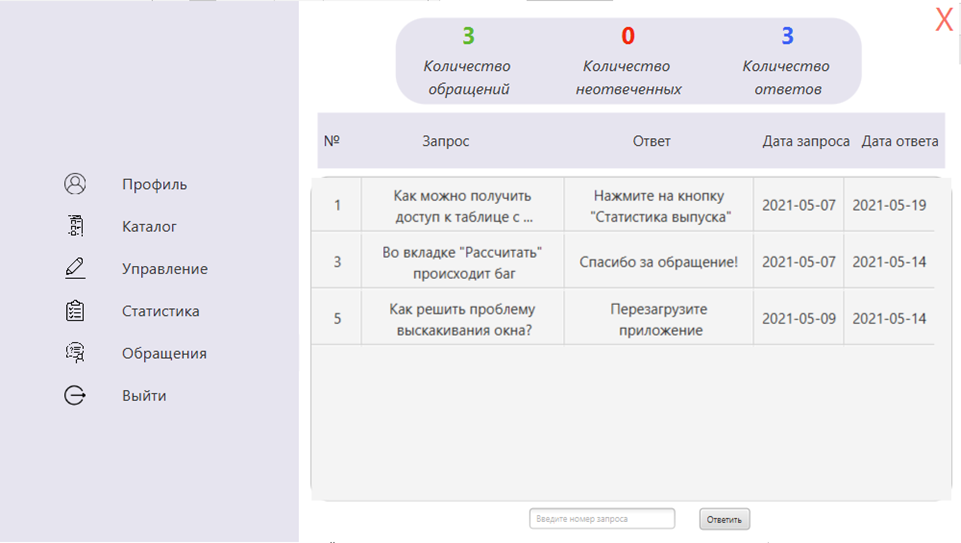 X
3 0 3
Количество Количество Количество
обращений неотвеченных ответов
№ Запрос Ответ Дата запроса Дата ответа
Профиль
Каталог
Управление
Статистика
Обращения
Выйти
1 Как можно получить доступ к таблице с ... Нажмите на кнопку "Статистика выпуска" 2021-05-07 2021-05-19
3 Во вкладке "Рассчитать" происходит баг Спасибо за обращение! 2021-05-07 2021-05-14
5 Как решить проблему выскакивания окна? Перезагрузите приложение 2021-05-09 2021-05-14
Введите номер запроса Ответить